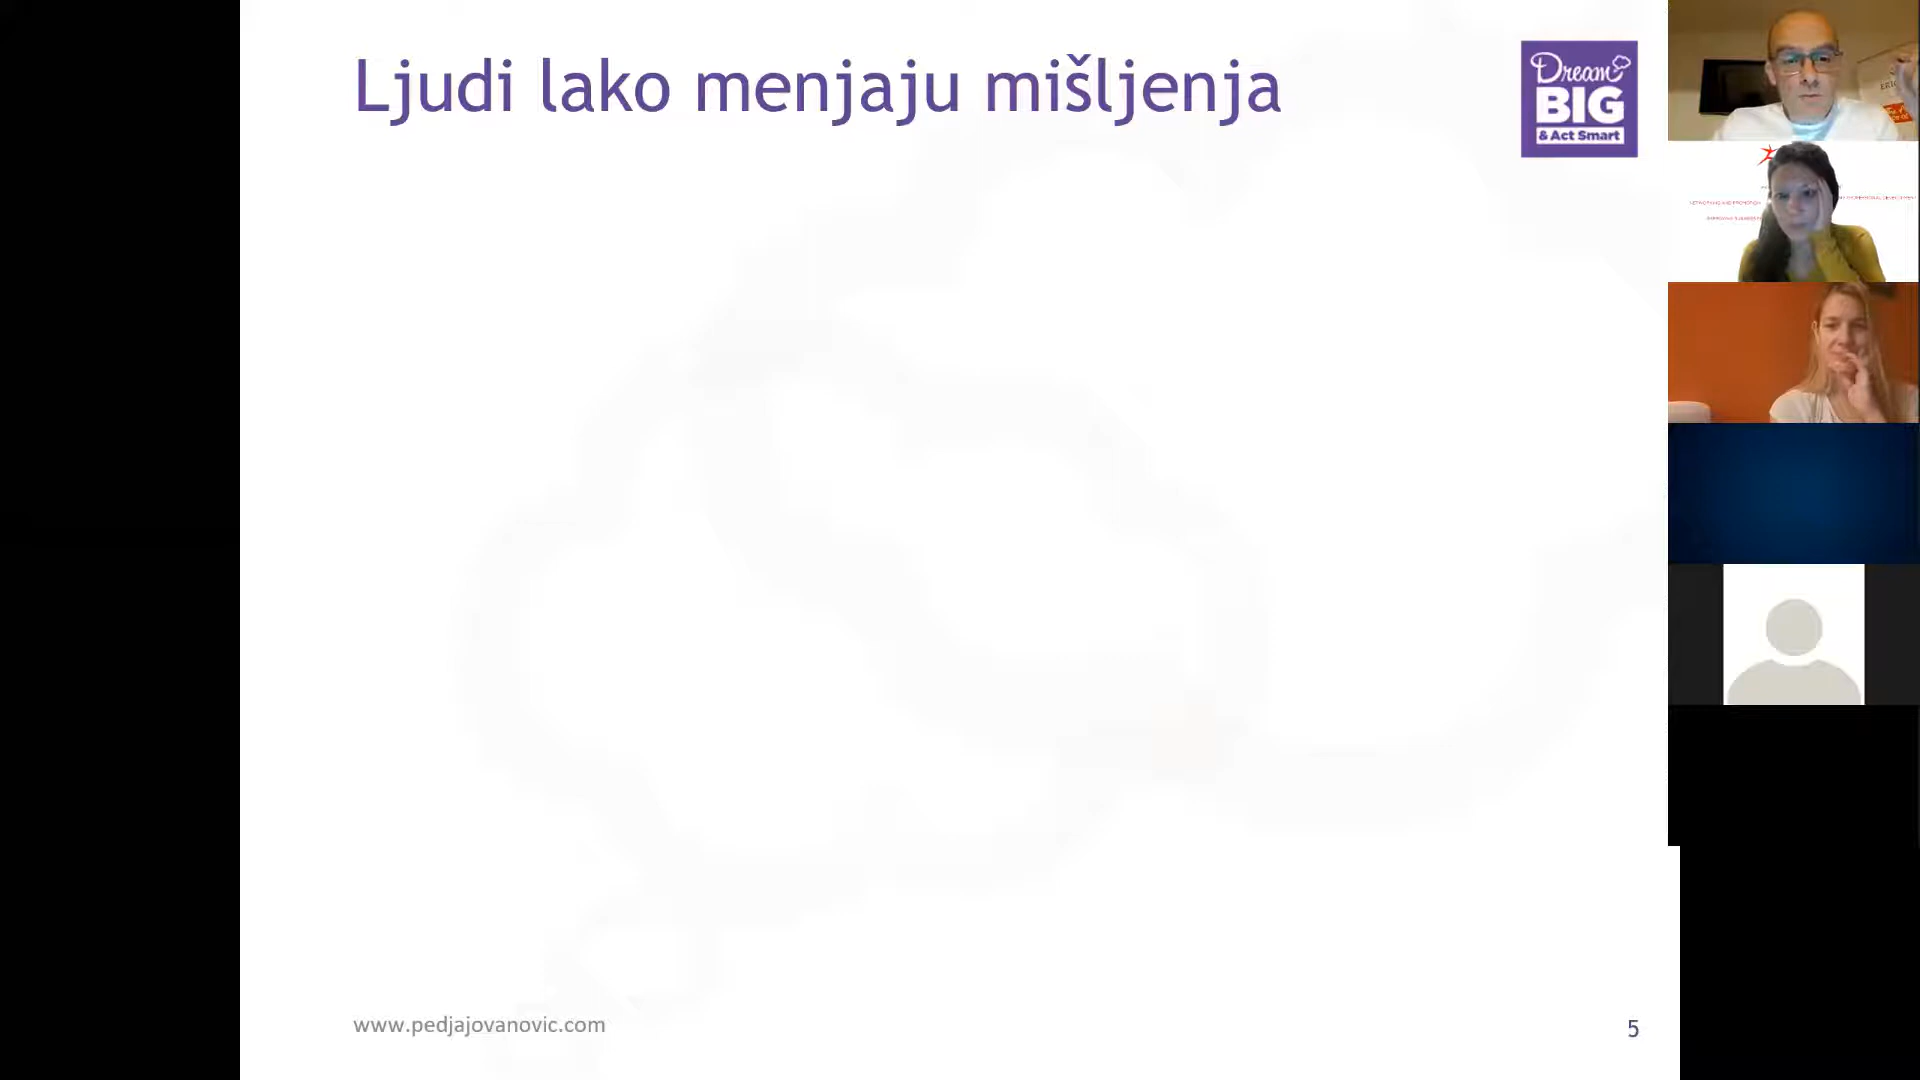 Ljudi lako menjaju mišljenja
Dream
BIG
& Act Smart
www.pedjajovanovic.com
5